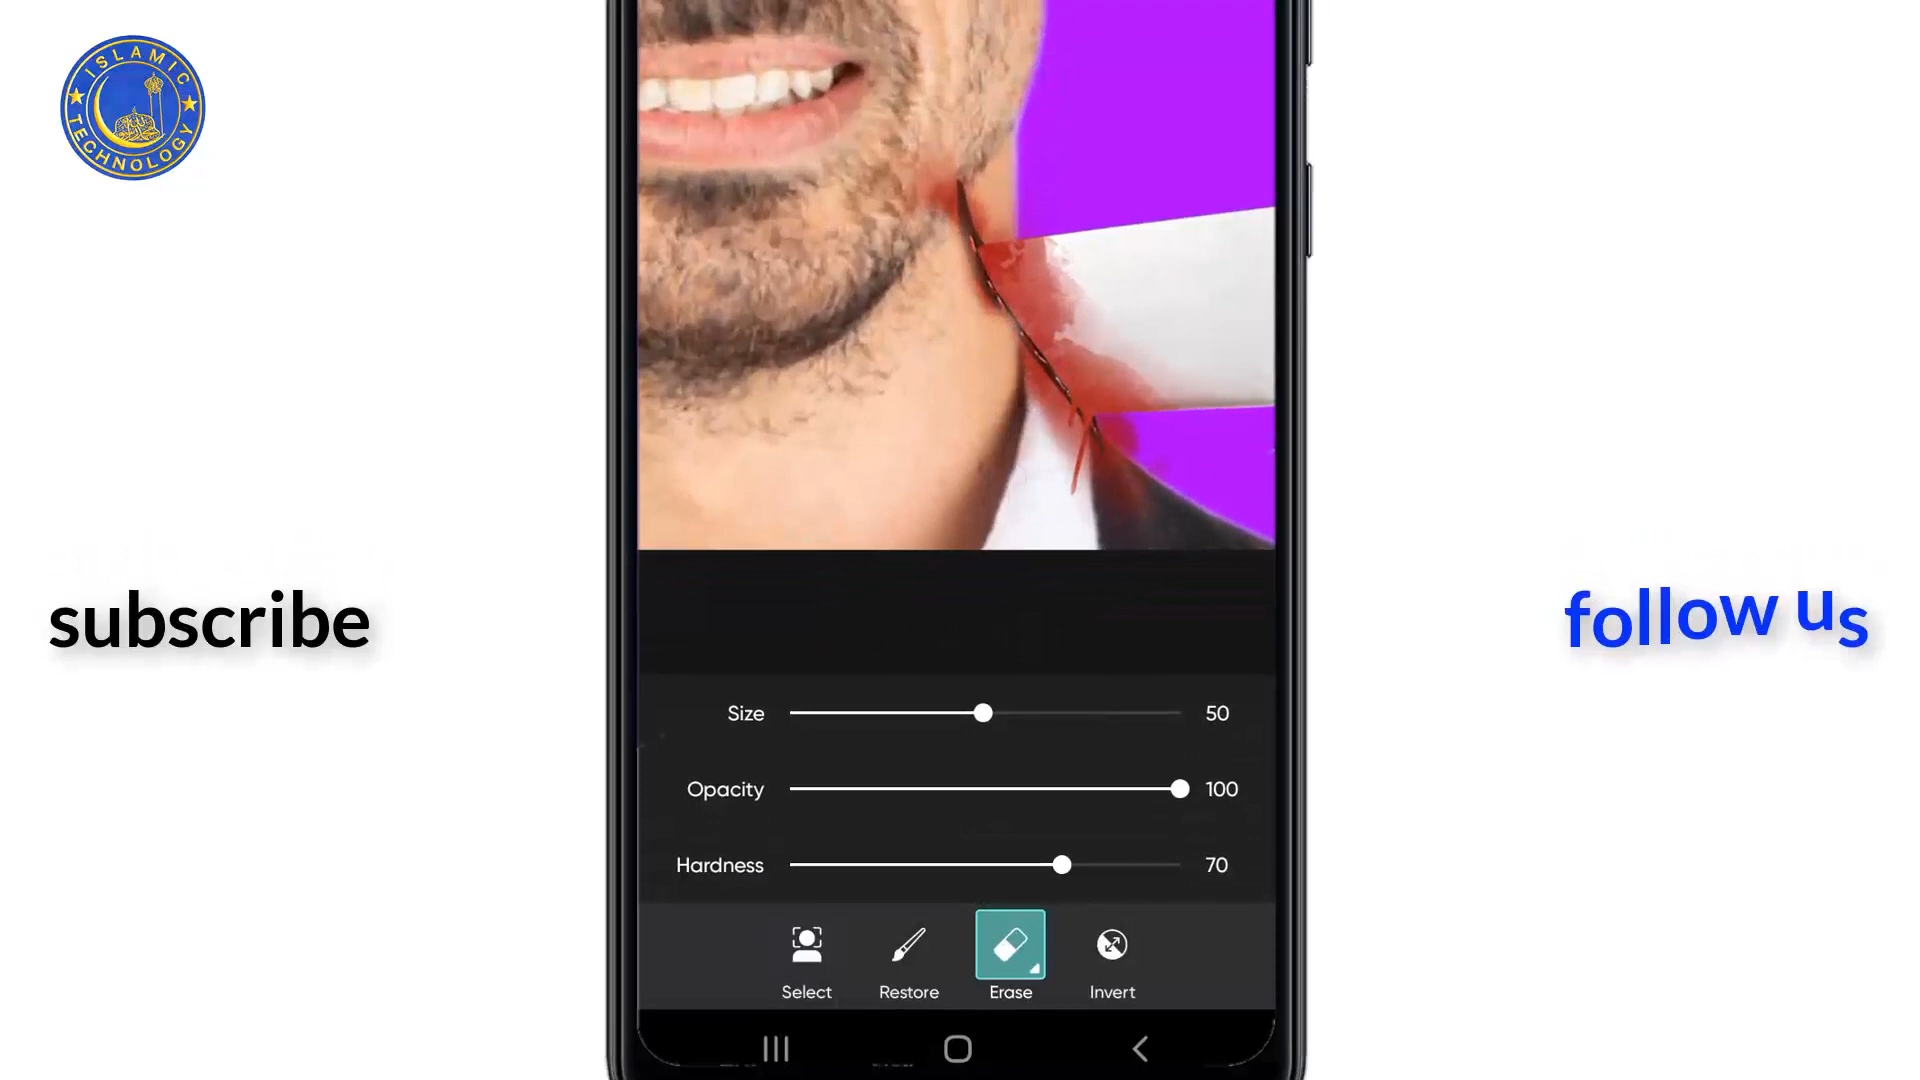 ISLAMIC
TECHNOLOGY
subscribe
follow us
Size 50
Opacity 100
Hardness 70
Select Restore Erase Invert